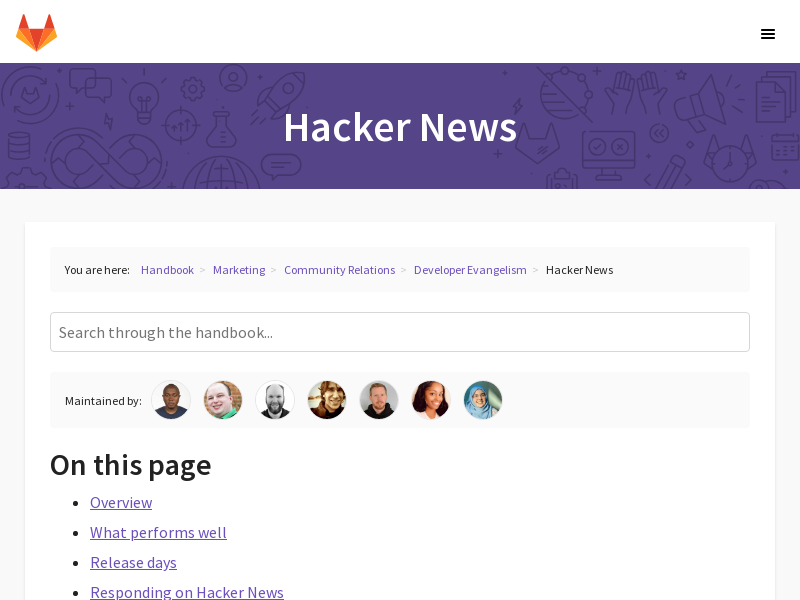 Hacker News
You are here: Handbook > Marketing > Community Relations > Developer Evangelism > Hacker News
Search through the handbook...
Maintained by:
On this page
Overview
What performs well
Release days
Responding on Hacker News